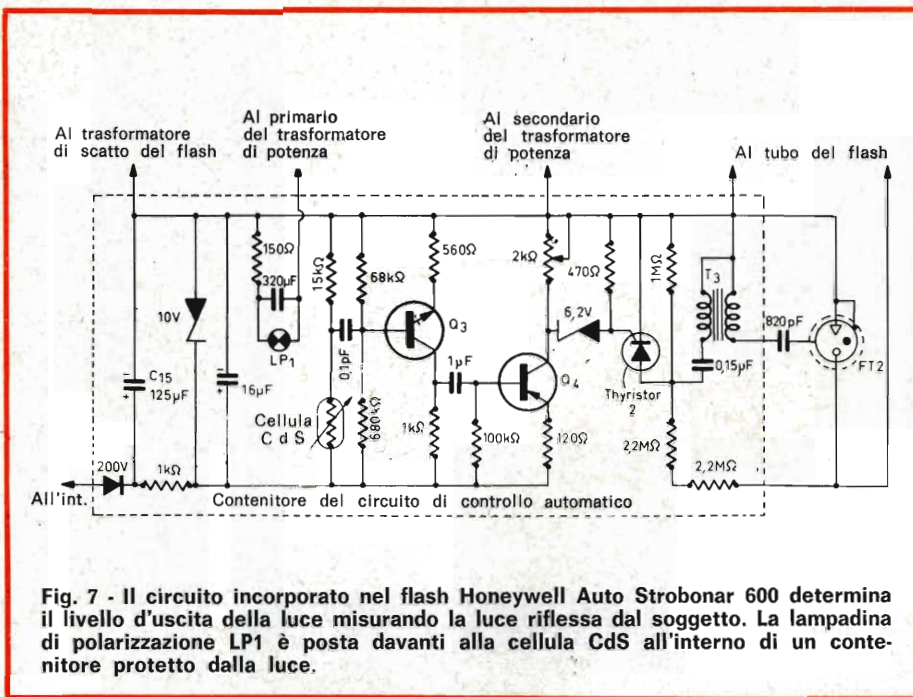 Al trasformatore
di scatto del flash
Al primario
del trasformatore
di potenza
Al secondario
del trasformatore
di potenza
Al tubo del flash
10V
C15
125µF
16µF
150Ω
320µF
LP1
15kΩ
0,1pF
68kΩ
Cellula
CdS
680kΩ
560Ω
Q3
1µF
1kΩ
100kΩ
2kΩ
470Ω
6,2V
Q4
120Ω
Thyristor
2
1MΩ
T3
0,15µF
820pF
FT2
2,2MΩ
2,2MΩ
200V
1kΩ
All'int.
Contenitore del circuito di controllo automatico
Fig. 7 - Il circuito incorporato nel flash Honeywell Auto Strobonar 600 determina
il livello d'uscita della luce misurando la luce riflessa dal soggetto. La lampadina
di polarizzazione LP1 è posta davanti alla cellula CdS all'interno di un conte-
nitore protetto dalla luce.